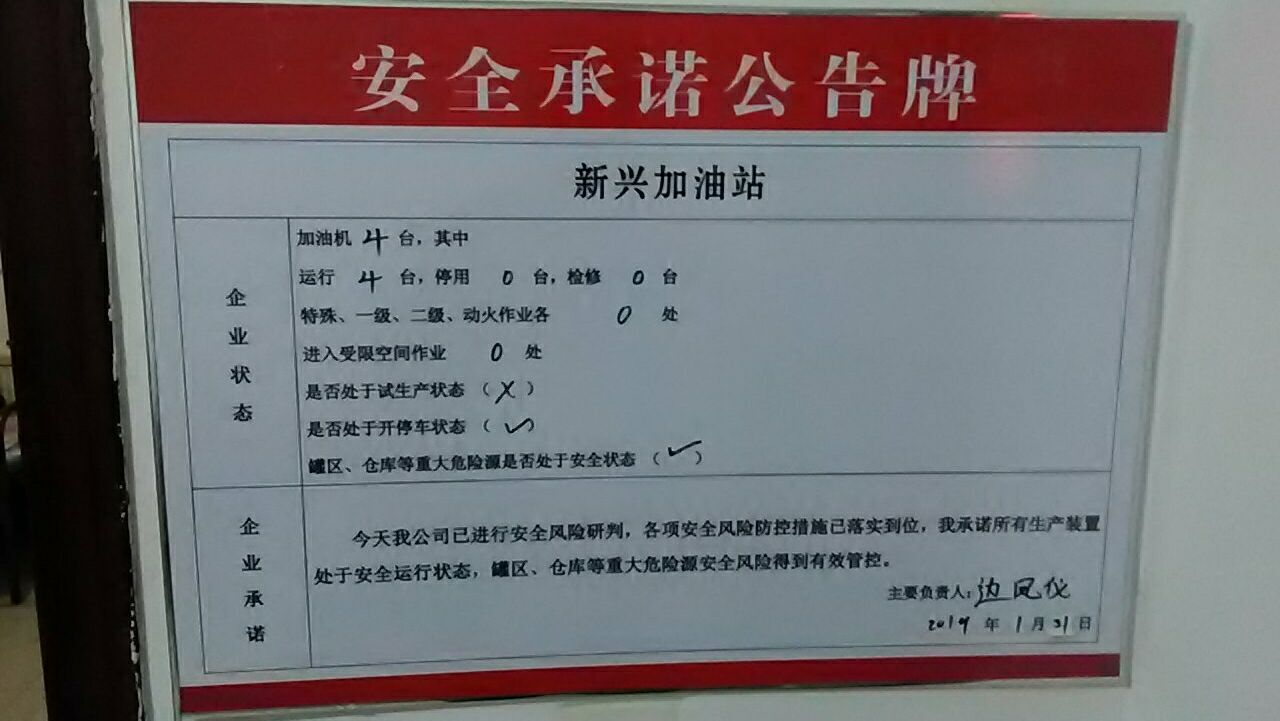 安全承诺公告牌
新兴加油站
企业状态
加油机 4 台，其中
运行 4 台，停用 0 台，检修 0 台
特殊、一级、二级、动火作业各 0 处
进入受限空间作业 0 处
是否处于试生产状态（✗）
是否处于开停车状态（✓）
罐区、仓库等重大危险源是否处于安全状态（✓）
企业承诺
今天我公司已进行安全风险研判，各项安全风险防控措施已落实到位，我承诺所有生产装置
处于安全运行状态，罐区、仓库等重大危险源安全风险得到有效管控。
主要负责人：边风仪
2019 年 1 月 31 日